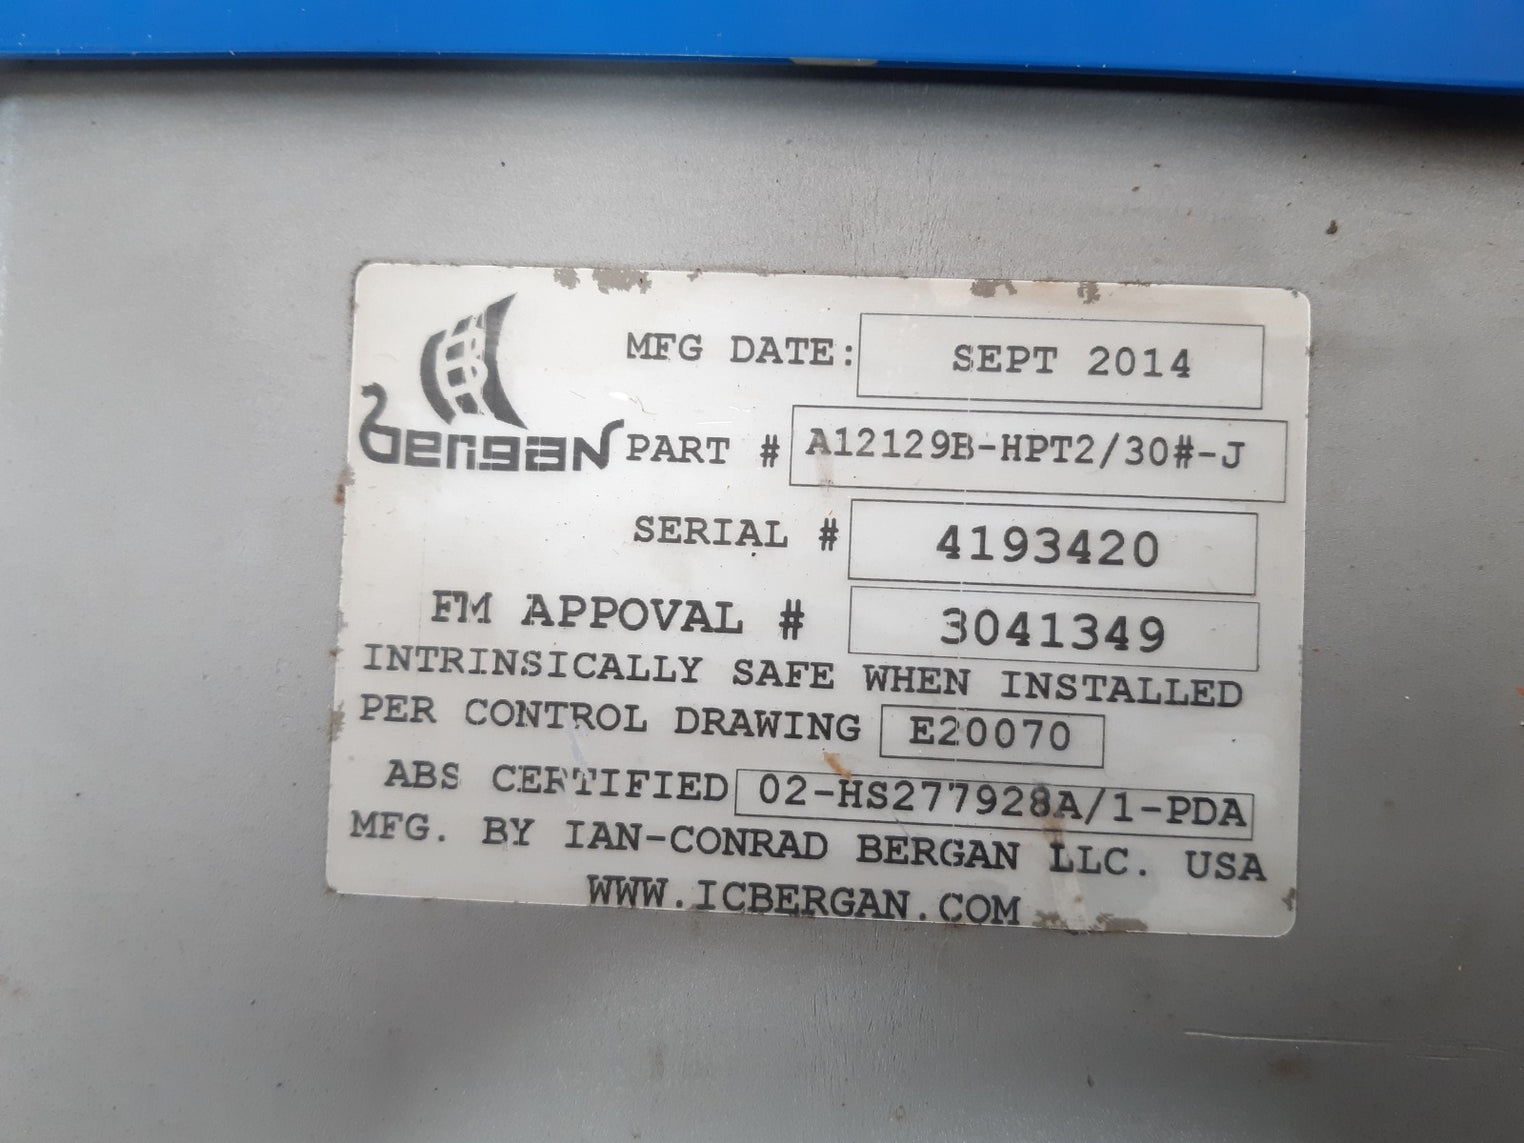 MFG DATE: SEPT 2014
bergan
PART # A12129B-HPT2/30#-J
SERIAL # 4193420
FM APPOVAL # 3041349
INTRINSICALLY SAFE WHEN INSTALLED
PER CONTROL DRAWING E20070
ABS CERTIFIED 02-HS277928A/1-PDA
MFG. BY IAN-CONRAD BERGAN LLC. USA
WWW.ICBERGAN.COM